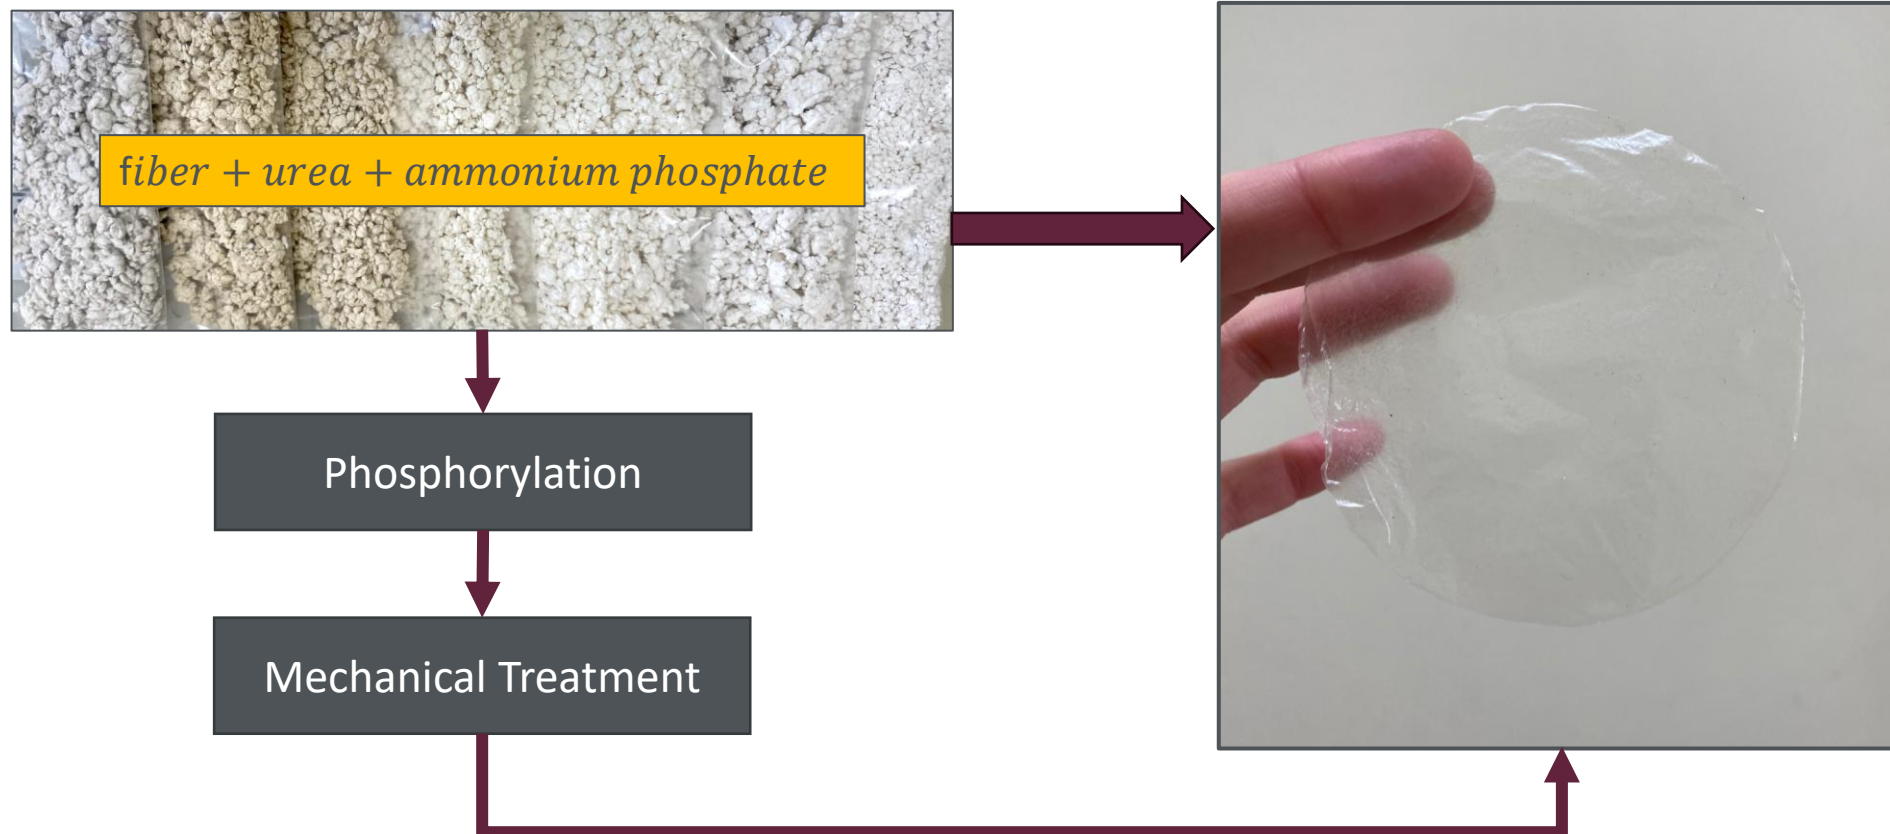 fiber + urea + ammonium phosphate
Phosphorylation
Mechanical Treatment